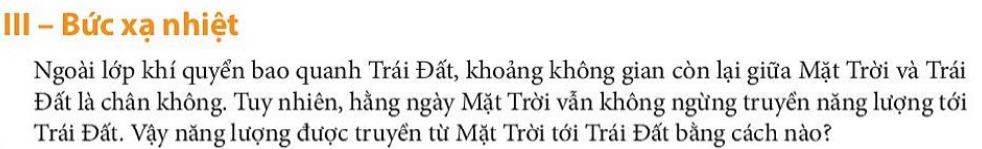 III – Bức xạ nhiệt
Ngoài lớp khí quyển bao quanh Trái Đất, khoảng không gian còn lại giữa Mặt Trời và Trái
Đất là chân không. Tuy nhiên, hằng ngày Mặt Trời vẫn không ngừng truyền năng lượng tới
Trái Đất. Vậy năng lượng được truyền từ Mặt Trời tới Trái Đất bằng cách nào?